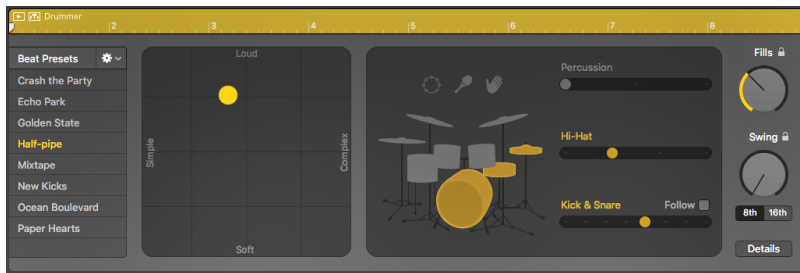 Drummer
2 3 4 5 6 7 8
Beat Presets
Crash the Party
Echo Park
Golden State
Half-pipe
Mixtape
New Kicks
Ocean Boulevard
Paper Hearts
Loud
Simple
Complex
Soft
Percussion
Hi-Hat
Kick & Snare Follow
Fills
Swing
8th 16th
Details